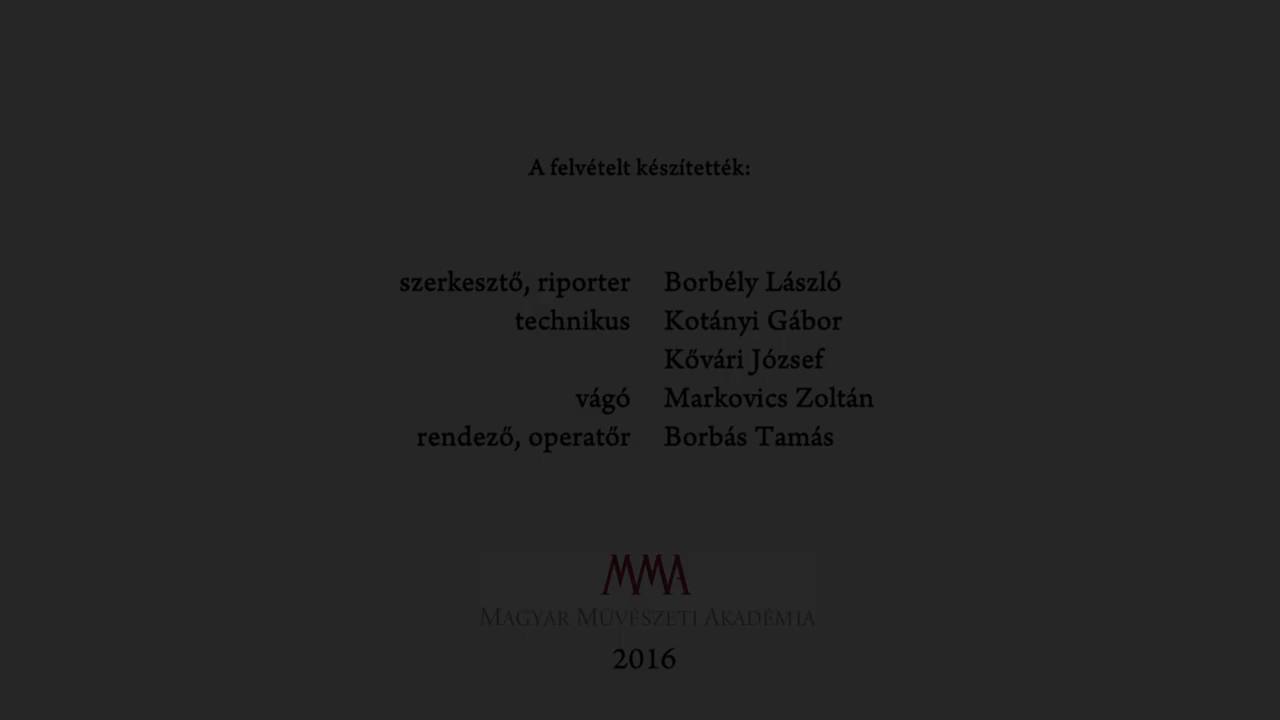 A felvételt készítették:
szerkesztő, riporter Borbély László
technikus Kotányi Gábor
Kővári József
vágó Markovics Zoltán
rendező, operatőr Borbás Tamás
MMA
MAGYAR MŰVÉSZETI AKADÉMIA
2016